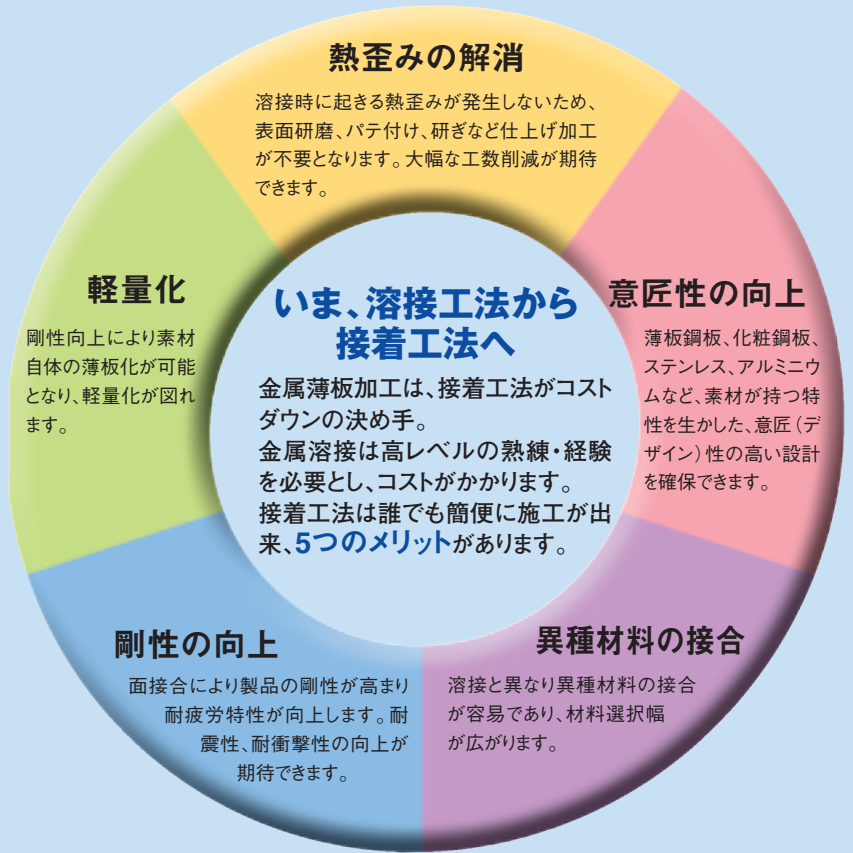 熱歪みの解消
溶接時に起きる熱歪みが発生しないため、
表面研磨、パテ付け、研ぎなど仕上げ加工
が不要となります。大幅な工数削減が期待
できます。
意匠性の向上
薄板鋼板、化粧鋼板、
ステンレス、アルミニウ
ムなど、素材が持つ特
性を生かした、意匠(デ
ザイン)性の高い設計
を確保できます。
異種材料の接合
溶接と異なり異種材料の接合
が容易であり、材料選択幅
が広がります。
剛性の向上
面接合により製品の剛性が高まり
耐疲労特性が向上します。耐
震性、耐衝撃性の向上が
期待できます。
軽量化
剛性向上により素材
自体の薄板化が可能
となり、軽量化が図れ
ます。
いま、溶接工法から
接着工法へ
金属薄板加工は、接着工法がコスト
ダウンの決め手。
金属溶接は高レベルの熟練・経験
を必要とし、コストがかかります。
接着工法は誰でも簡便に施工が出
来、5つのメリットがあります。